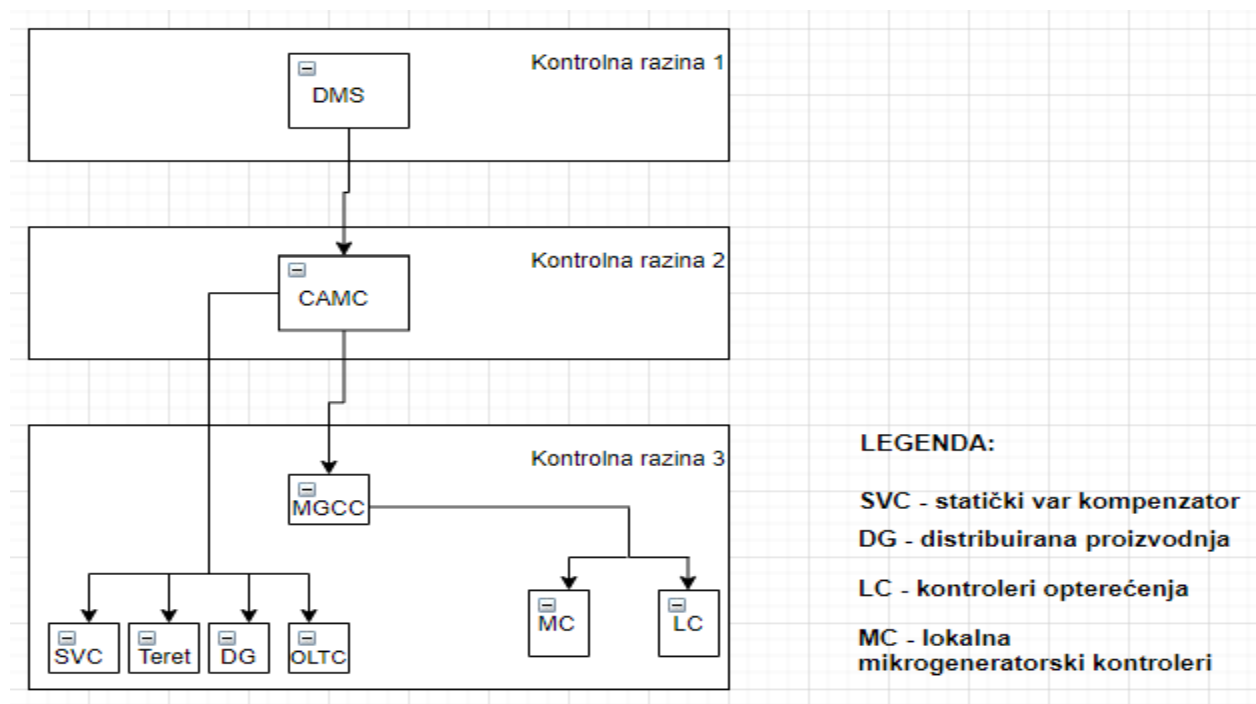 Kontrolna razina 1
DMS
Kontrolna razina 2
CAMC
Kontrolna razina 3
MGCC
MC
LC
SVC
Teret
DG
OLTC
LEGENDA:
SVC - statički var kompenzator
DG - distribuirana proizvodnja
LC - kontroleri opterećenja
MC - lokalna
mikrogeneratorski kontroleri